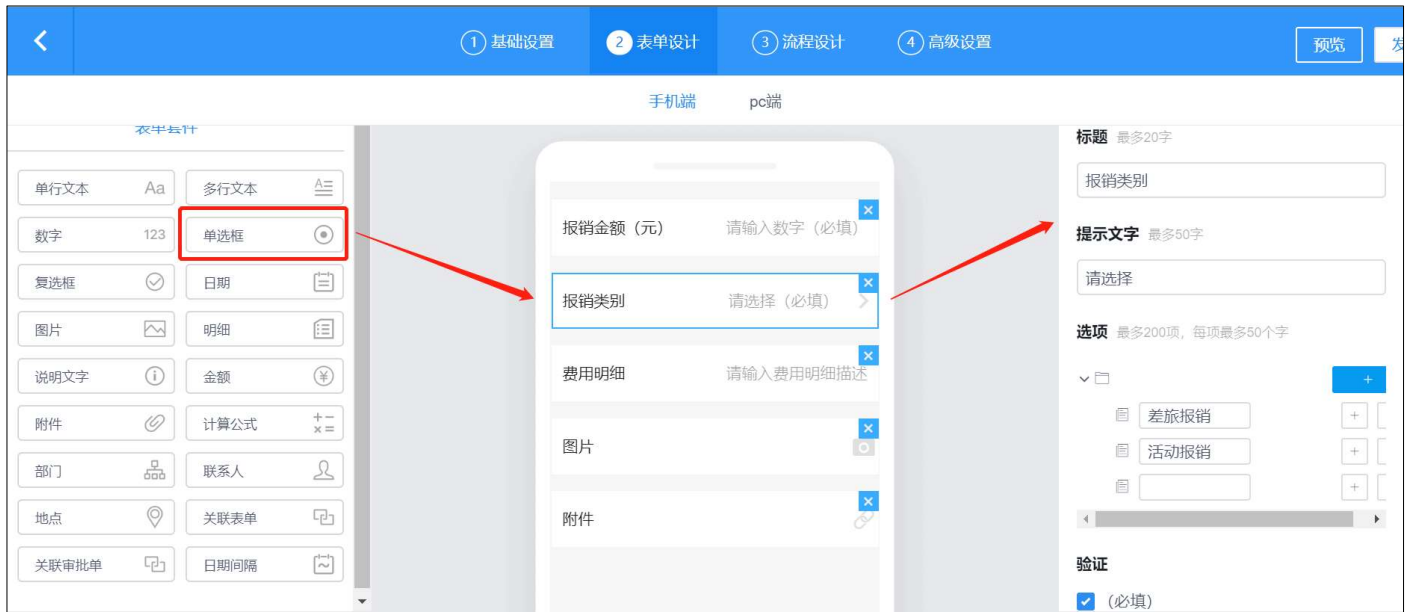 1 基础设置 2 表单设计 3 流程设计 4 高级设置 预览
手机端 pc端
表单套件
单行文本 Aa 多行文本 A
数字 123 单选框
复选框 日期
图片 明细
说明文字 金额 ¥
附件 计算公式
部门 联系人
地点 关联表单
关联审批单 日期间隔
报销金额（元） 请输入数字（必填）
报销类别 请选择（必填）
费用明细 请输入费用明细描述
图片
附件
标题 最多20字
报销类别
提示文字 最多50字
请选择
选项 最多200项，每项最多50个字
+
差旅报销 +
活动报销 +
+
验证
（必填）